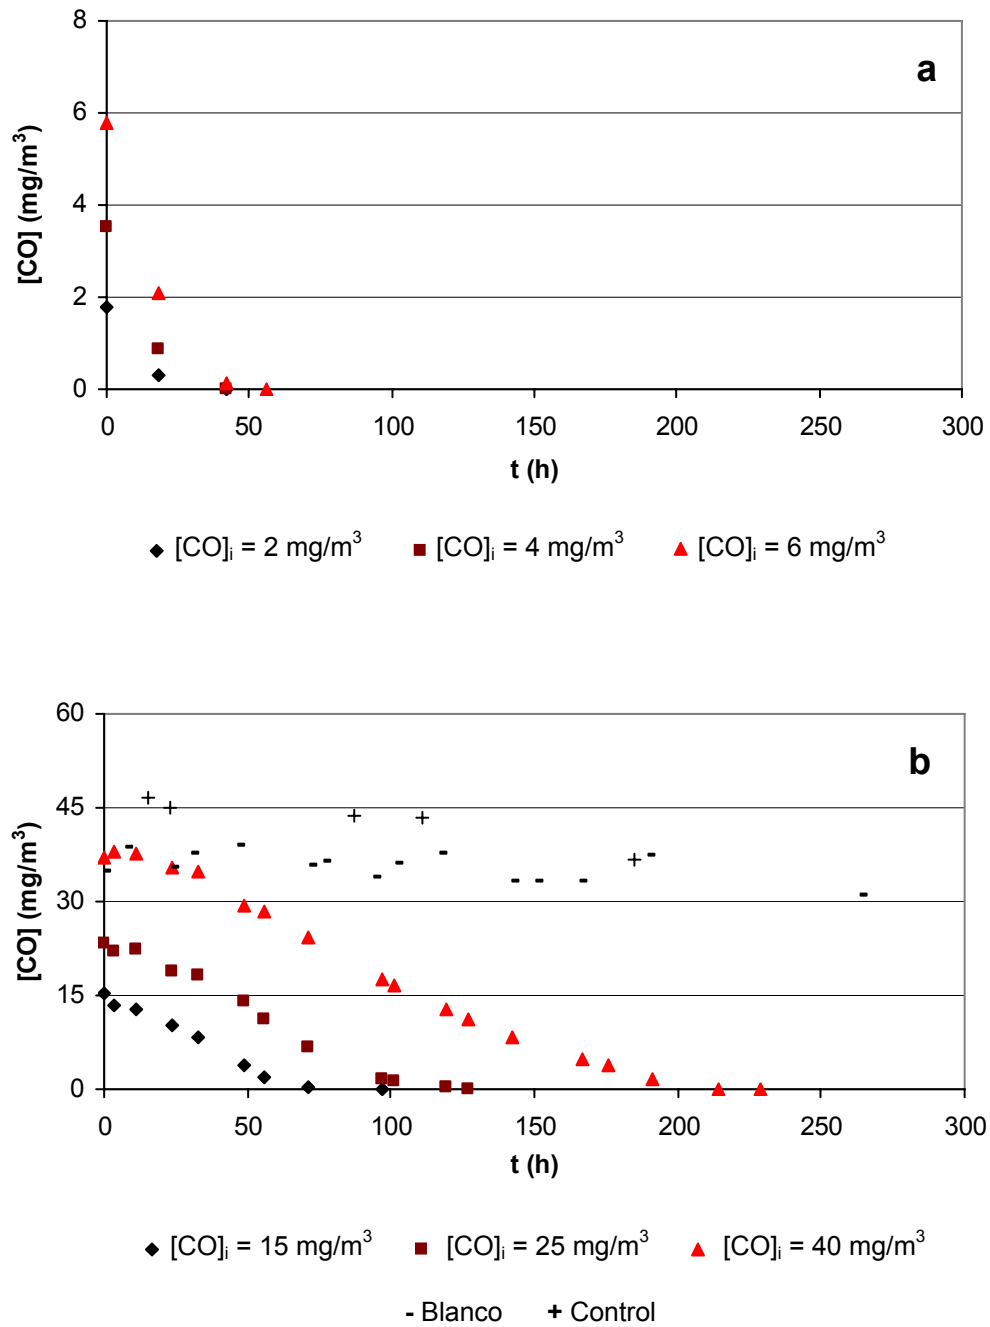 8
a
6
4
2
0
[CO] (mg/m³)
0 50 100 150 200 250 300
t (h)
[CO]ᵢ = 2 mg/m³ [CO]ᵢ = 4 mg/m³ [CO]ᵢ = 6 mg/m³
60
b
45
30
15
0
[CO] (mg/m³)
0 50 100 150 200 250 300
t (h)
[CO]ᵢ = 15 mg/m³ [CO]ᵢ = 25 mg/m³ [CO]ᵢ = 40 mg/m³
Blanco Control